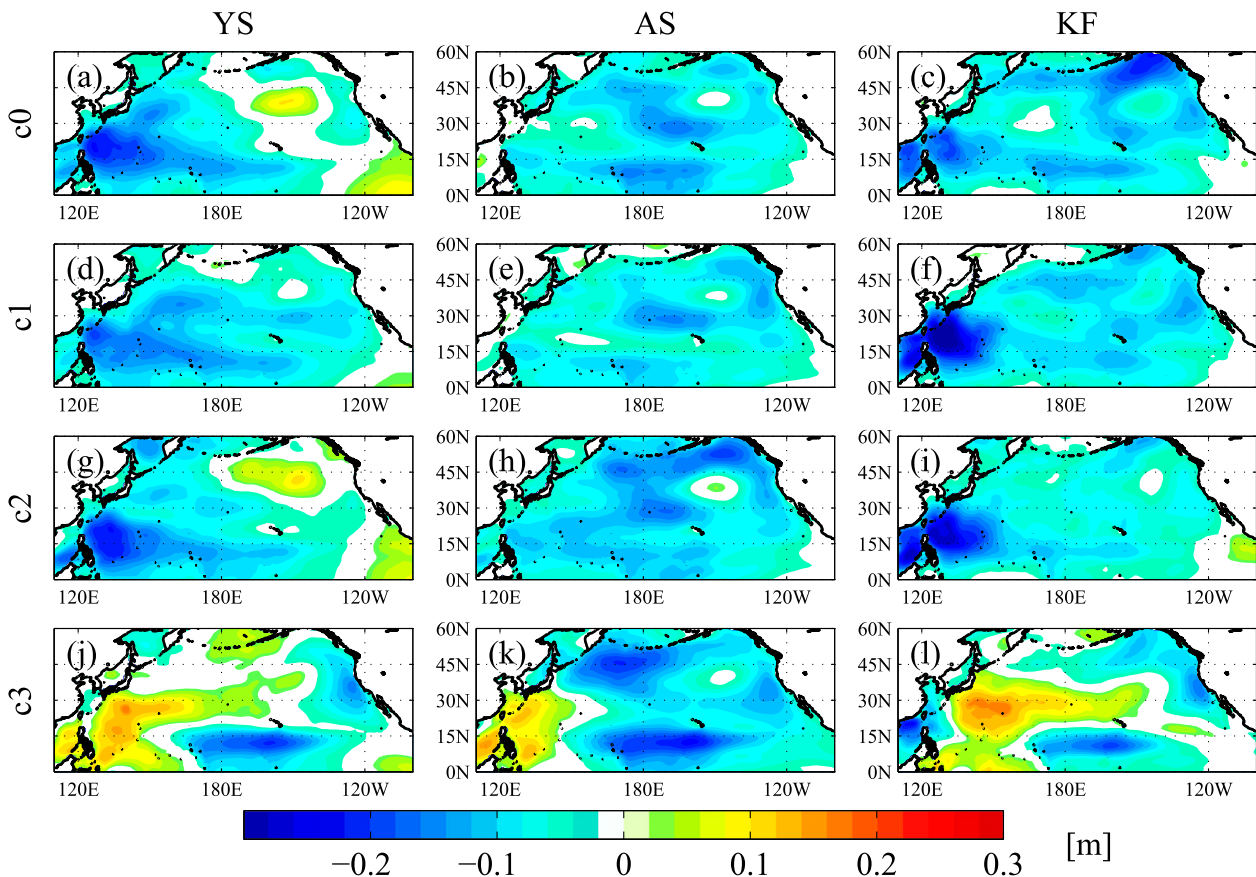 YS AS KF
c0
(a) (b) (c)
60N 60N
45N 45N
30N 30N
15N 15N
0N 0N
120E 180E 120W 120E 180E 120W 120E 180E 120W
c1
(d) (e) (f)
60N 60N
45N 45N
30N 30N
15N 15N
0N 0N
120E 180E 120W 120E 180E 120W 120E 180E 120W
c2
(g) (h) (i)
60N 60N
45N 45N
30N 30N
15N 15N
0N 0N
120E 180E 120W 120E 180E 120W 120E 180E 120W
c3
(j) (k) (l)
60N 60N
45N 45N
30N 30N
15N 15N
0N 0N
120E 180E 120W 120E 180E 120W 120E 180E 120W
−0.2 −0.1 0 0.1 0.2 0.3 [m]